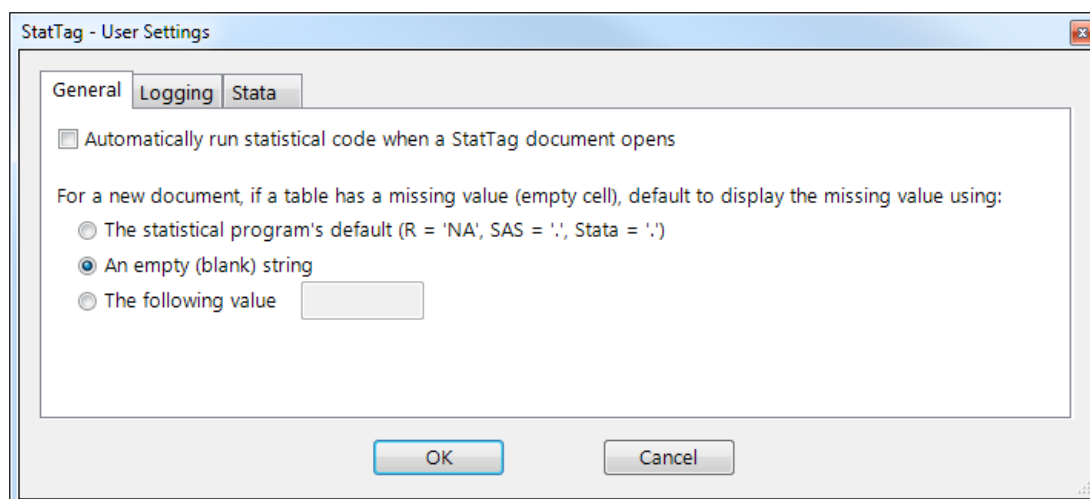 StatTag - User Settings
General Logging Stata
Automatically run statistical code when a StatTag document opens
For a new document, if a table has a missing value (empty cell), default to display the missing value using:
The statistical program's default (R = 'NA', SAS = '.', Stata = '.')
An empty (blank) string
The following value
OK Cancel